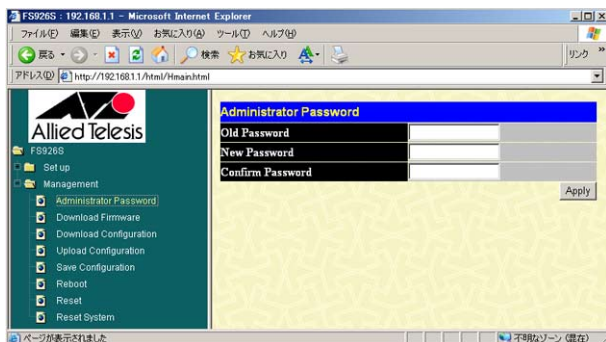 FS926S : 192.168.1.1 - Microsoft Internet Explorer
ファイル(F) 編集(E) 表示(V) お気に入り(A) ツール(T) ヘルプ(H)
戻る 検索 お気に入り リンク »
アドレス(D) http://192.168.1.1/html/Hmain.html
Allied Telesis
FS926S
Set up
Management
Administrator Password
Download Firmware
Download Configuration
Upload Configuration
Save Configuration
Reboot
Reset
Reset System
Administrator Password
Old Password
New Password
Confirm Password
Apply
ページが表示されました 不明なゾーン (混在)